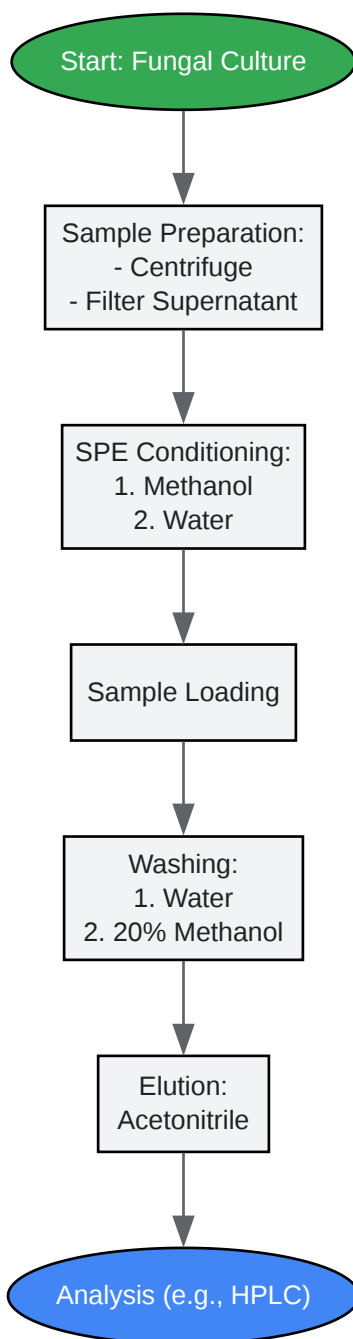 Start: Fungal Culture
Sample Preparation:
- Centrifuge
- Filter Supernatant
SPE Conditioning:
1. Methanol
2. Water
Sample Loading
Washing:
1. Water
2. 20% Methanol
Elution:
Acetonitrile
Analysis (e.g., HPLC)